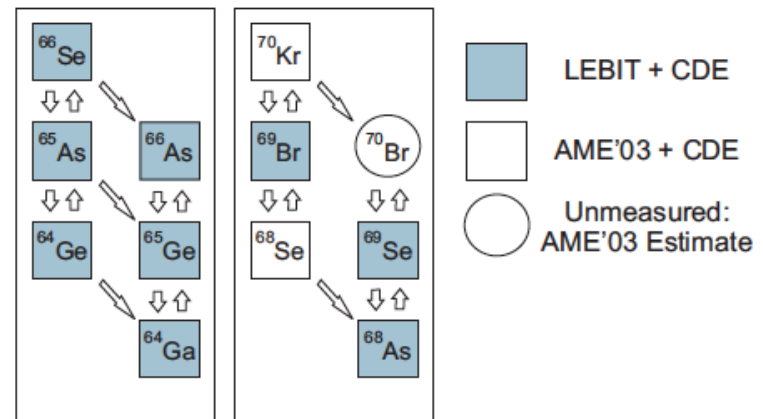 ⁶⁶Se
⁶⁵As ⁶⁶As
⁶⁴Ge ⁶⁵Ge
⁶⁴Ga
⁷⁰Kr
⁶⁹Br ⁷⁰Br
⁶⁸Se ⁶⁹Se
⁶⁸As
LEBIT + CDE
AME'03 + CDE
Unmeasured:
AME'03 Estimate